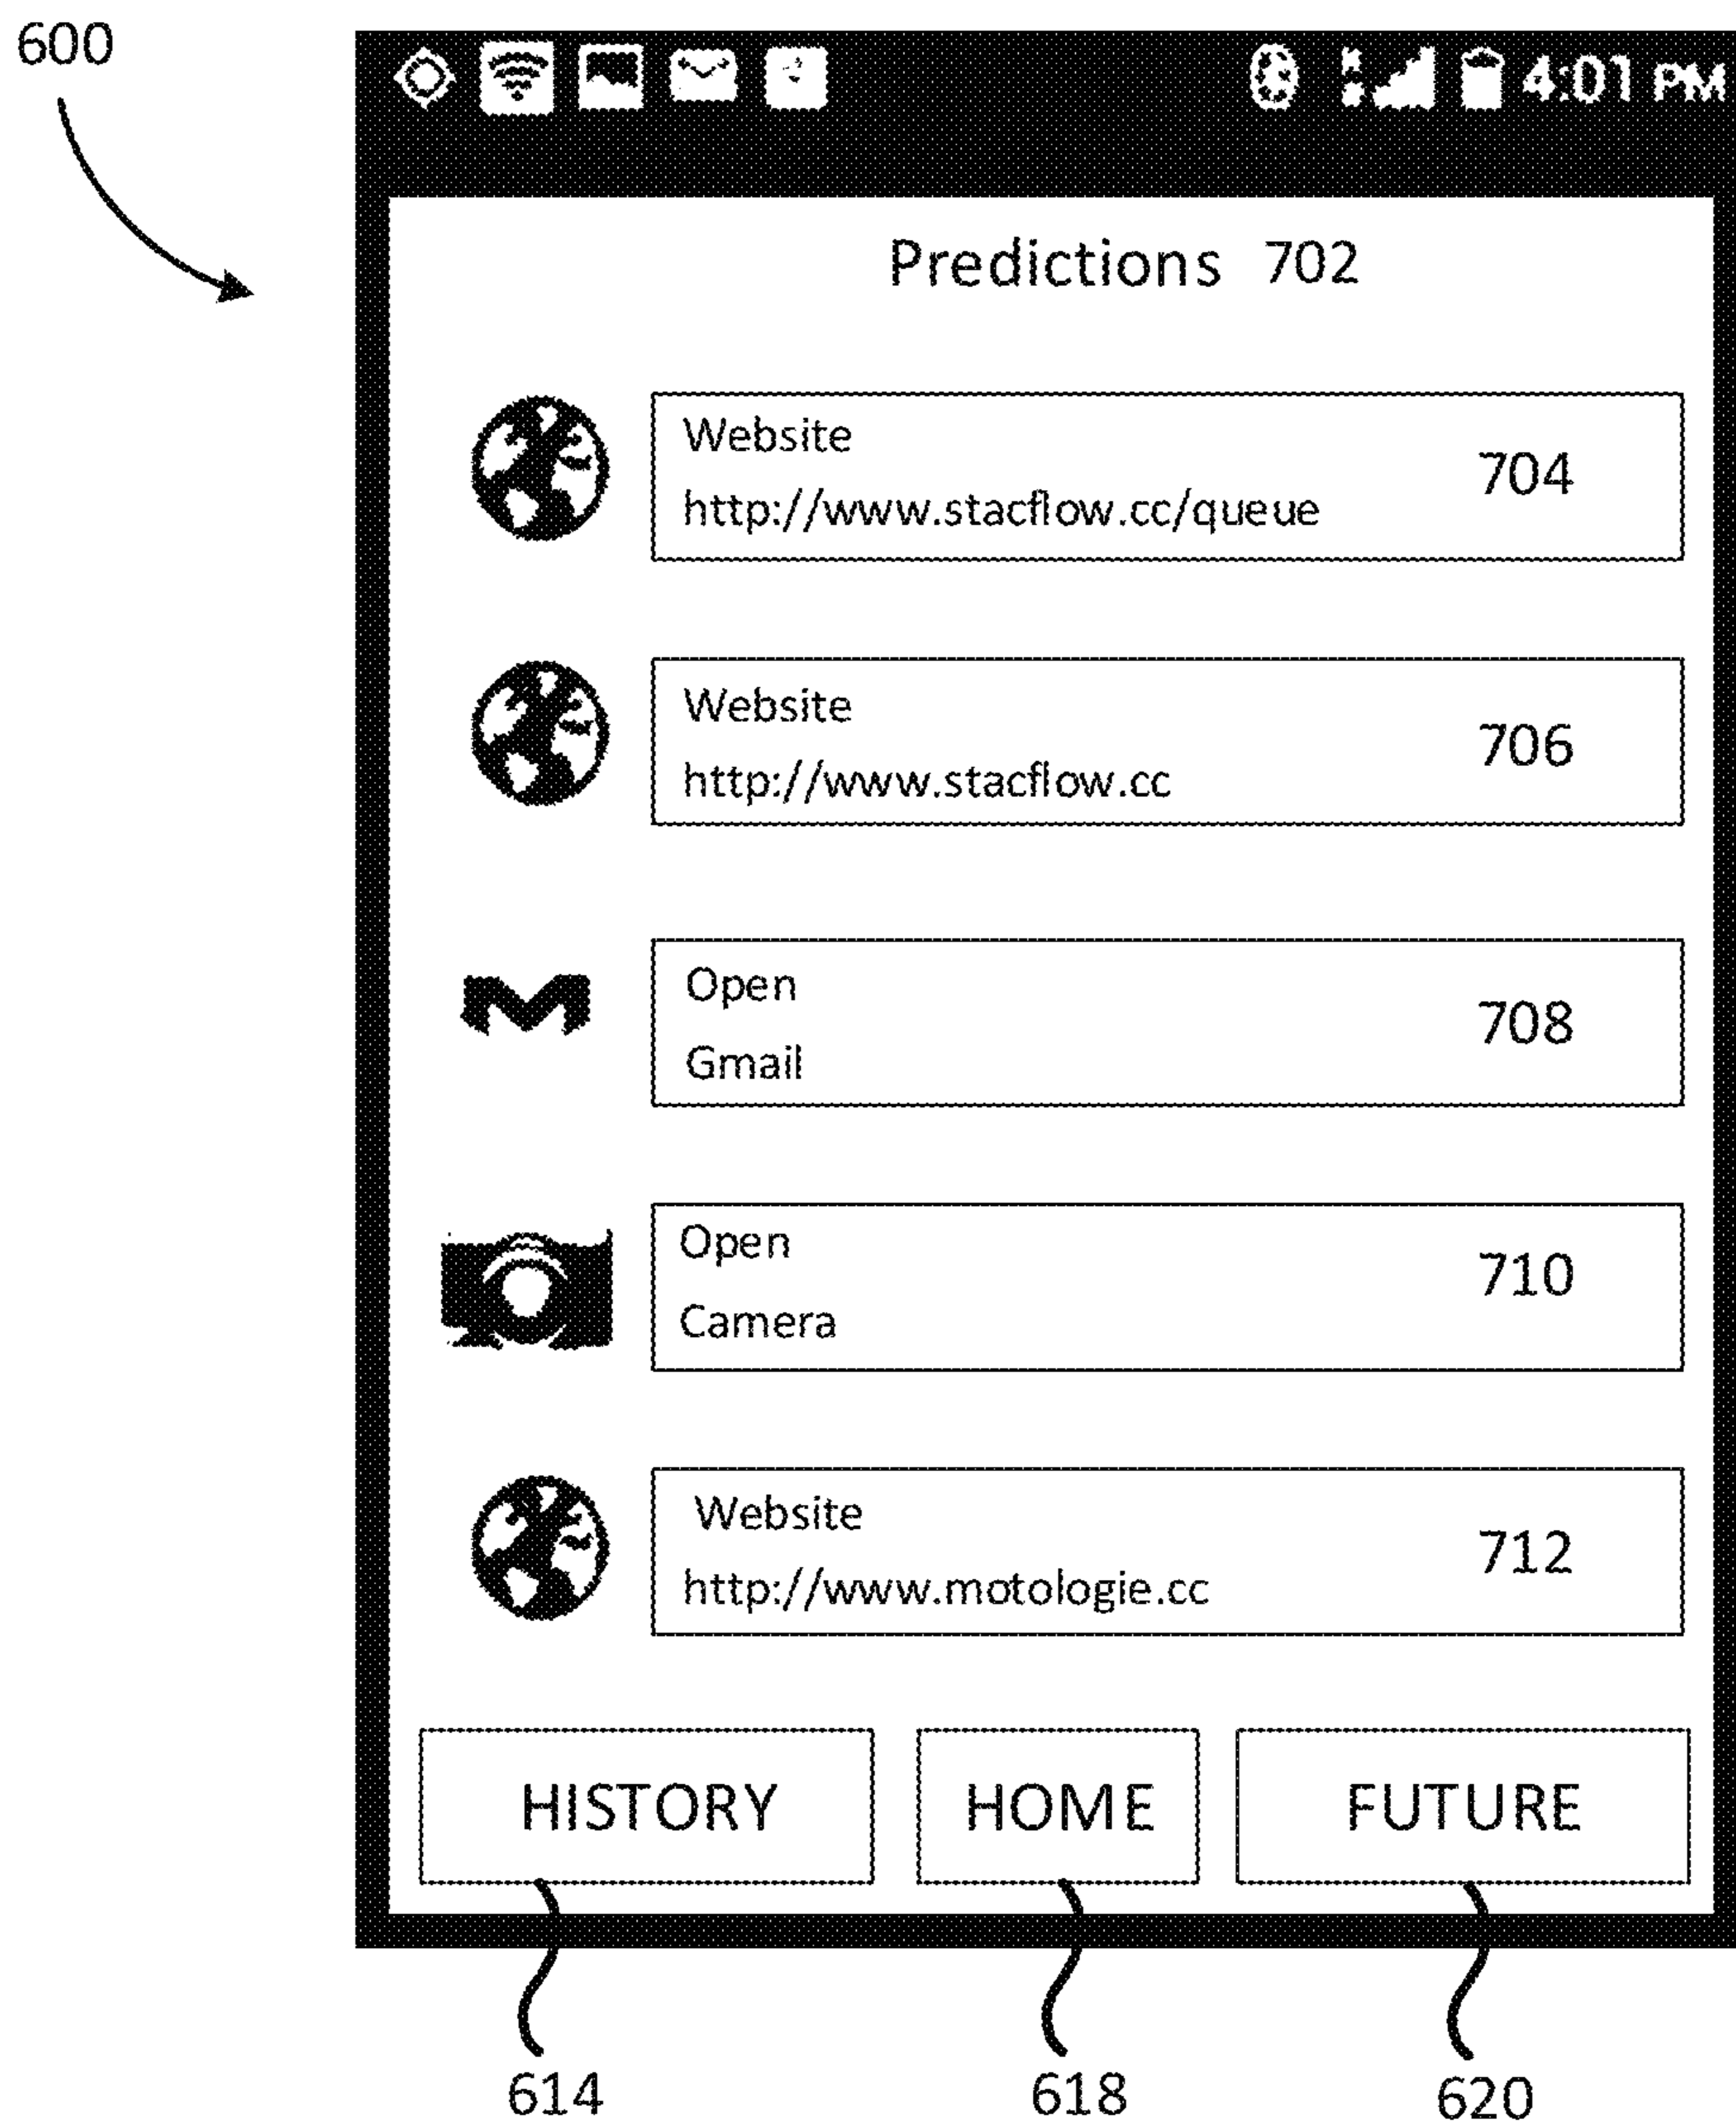 600
4:01 PM
Predictions 702
Website
http://www.stacflow.cc/queue
704
Website
http://www.stacflow.cc
706
Open
Gmail
708
Open
Camera
710
Website
http://www.motologie.cc
712
HISTORY HOME FUTURE
614 618 620